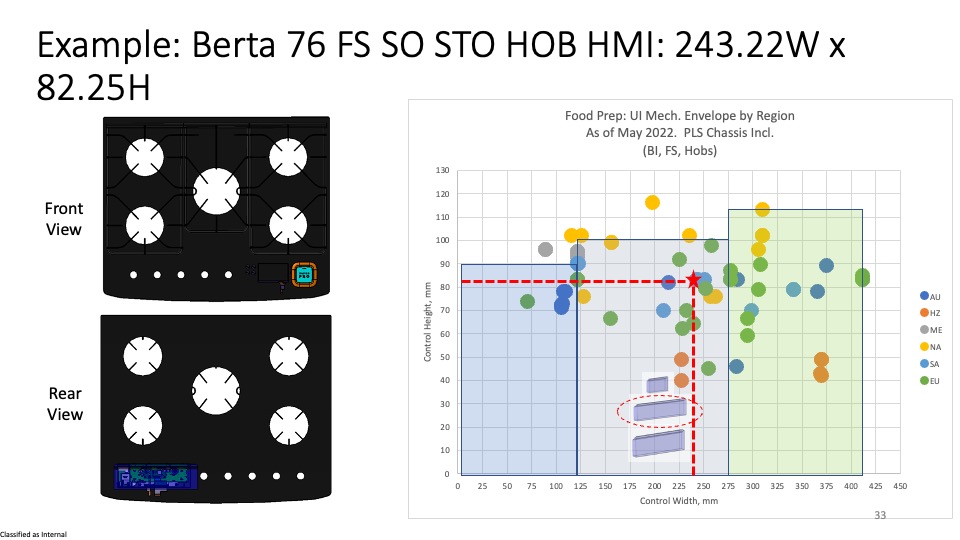 Example: Berta 76 FS SO STO HOB HMI: 243.22W x
82.25H
Front
View
Rear
View
Food Prep: UI Mech. Envelope by Region
As of May 2022.  PLS Chassis Incl.
(BI, FS, Hobs)
130
120
110
100
90
80
70
60
50
40
30
20
10
0
Control Height, mm
0 25 50 75 100 125 150 175 200 225 250 275 300 325 350 375 400 425 450
Control Width, mm
AU
HZ
ME
NA
SA
EU
33
Classified as Internal